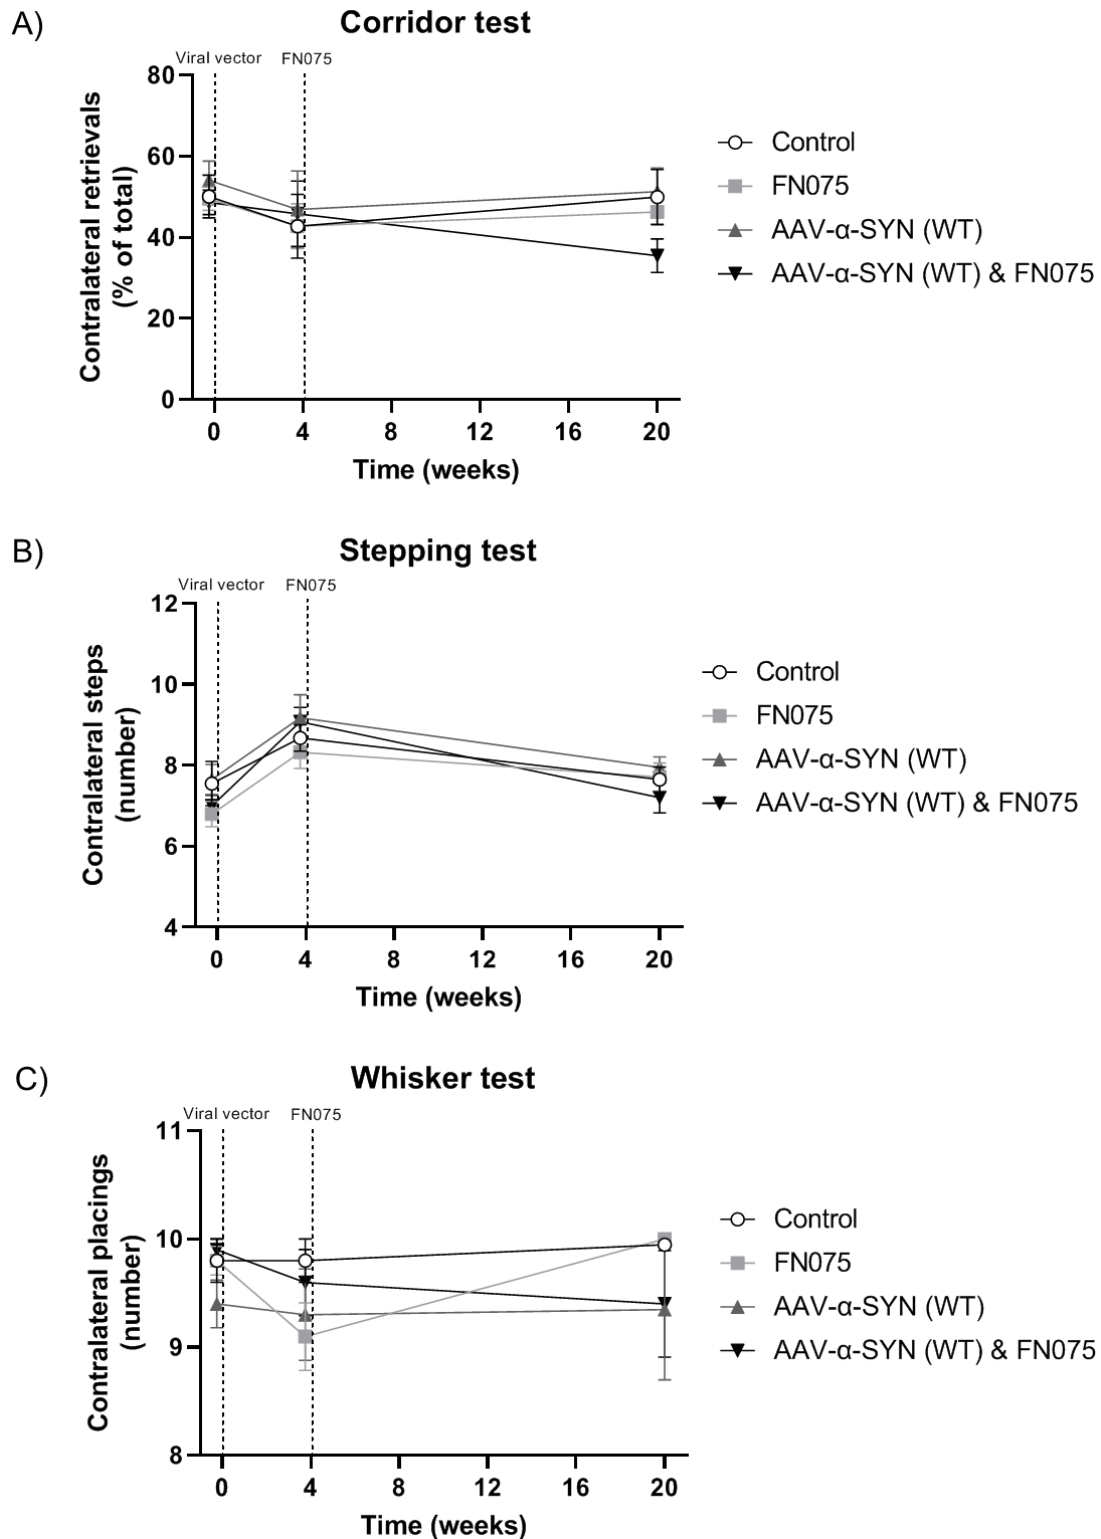 A)
Corridor test
Viral vector FN075
Contralateral retrievals
(% of total)
80
60
40
20
0
0 4 8 12 16 20
Time (weeks)
Control
FN075
AAV-α-SYN (WT)
AAV-α-SYN (WT) & FN075
B)
Stepping test
Viral vector FN075
Contralateral steps
(number)
12
10
8
6
4
0 4 8 12 16 20
Time (weeks)
Control
FN075
AAV-α-SYN (WT)
AAV-α-SYN (WT) & FN075
C)
Whisker test
Viral vector FN075
Contralateral placings
(number)
11
10
9
8
0 4 8 12 16 20
Time (weeks)
Control
FN075
AAV-α-SYN (WT)
AAV-α-SYN (WT) & FN075